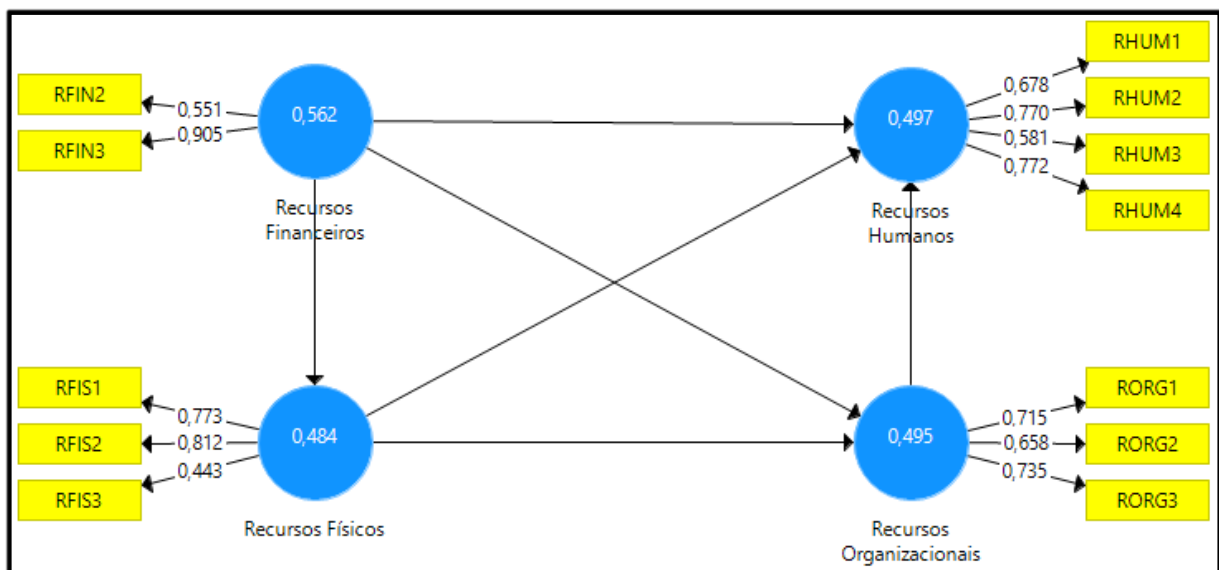 RFIN2
RFIN3
0,551
0,905
0,562
Recursos
Financeiros
0,497
Recursos
Humanos
0,678
0,770
0,581
0,772
RHUM1
RHUM2
RHUM3
RHUM4
RFIS1
RFIS2
RFIS3
0,773
0,812
0,443
0,484
Recursos Físicos
0,495
Recursos
Organizacionais
0,715
0,658
0,735
RORG1
RORG2
RORG3